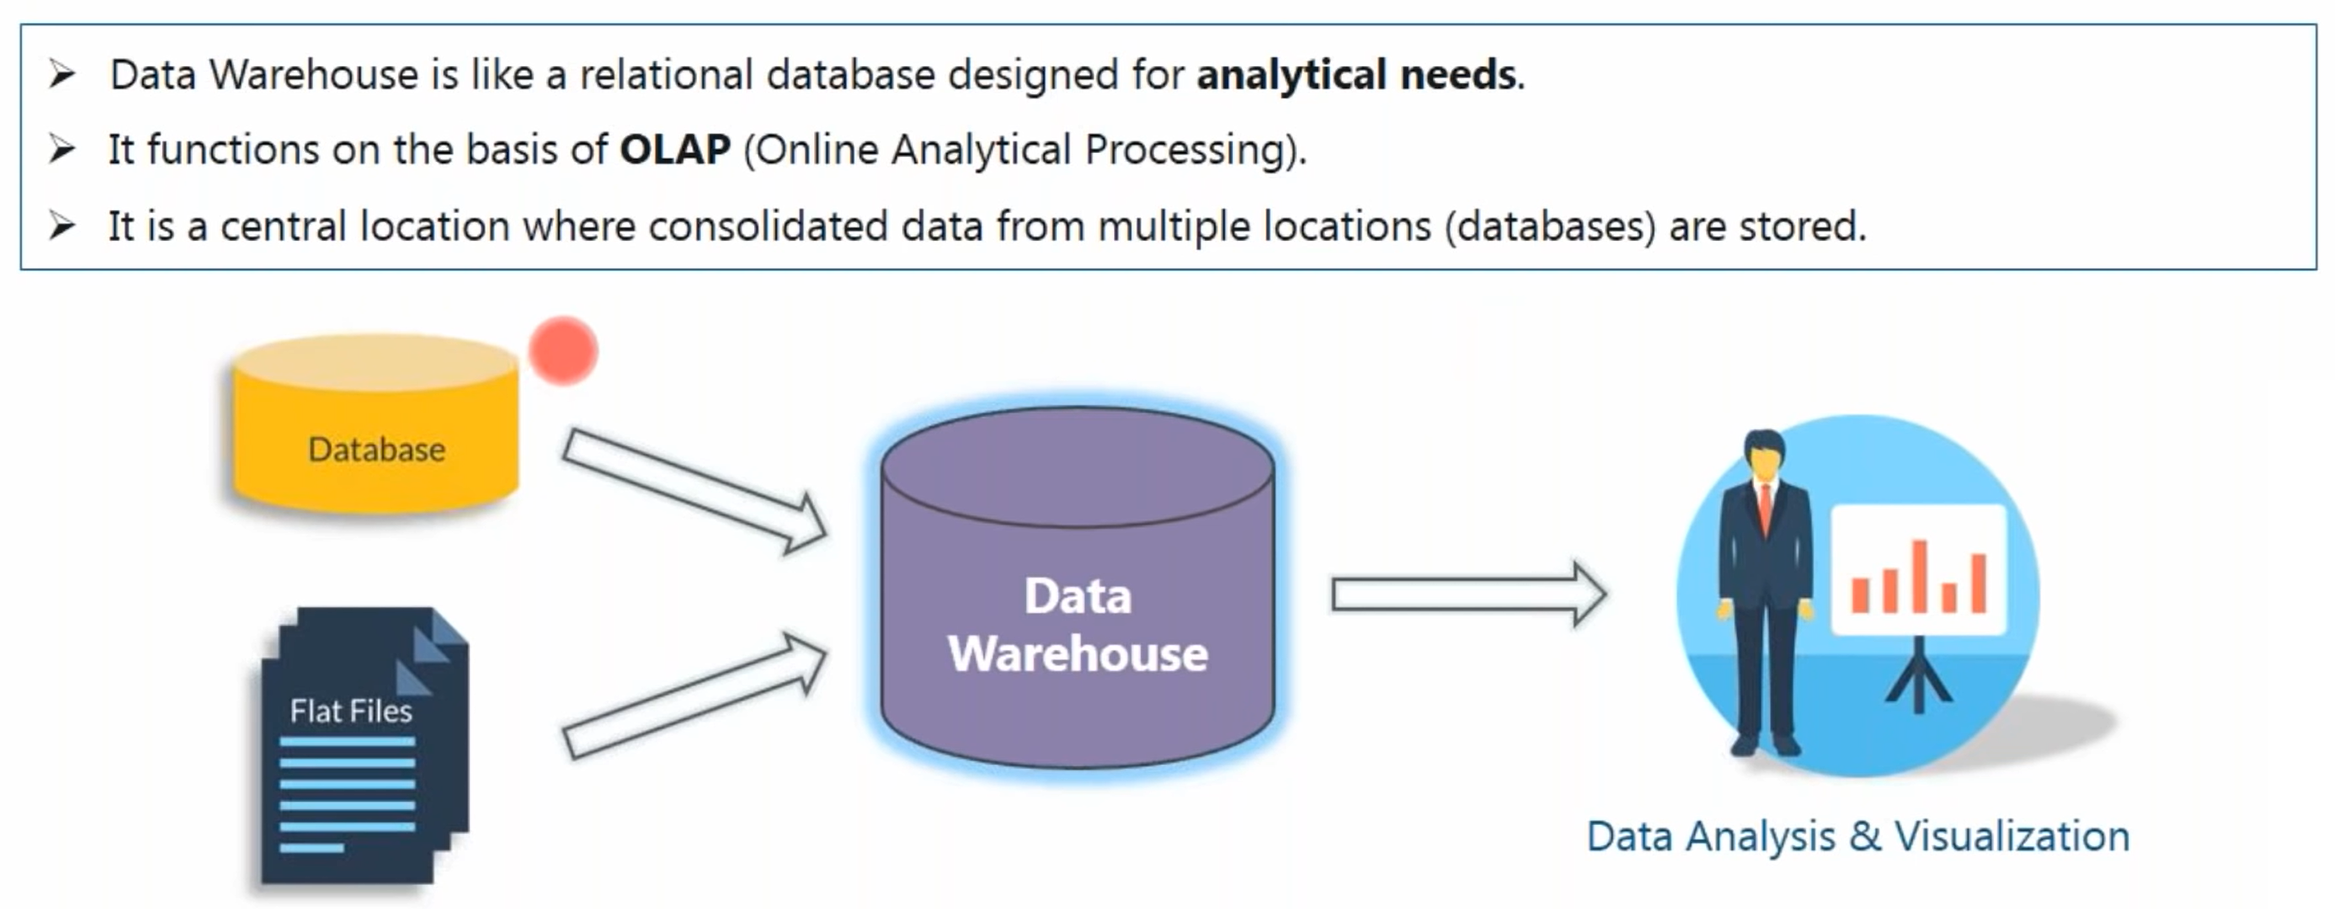 ➢ Data Warehouse is like a relational database designed for analytical needs.
➢ It functions on the basis of OLAP (Online Analytical Processing).
➢ It is a central location where consolidated data from multiple locations (databases) are stored.
Database
Flat Files
Data
Warehouse
Data Analysis & Visualization